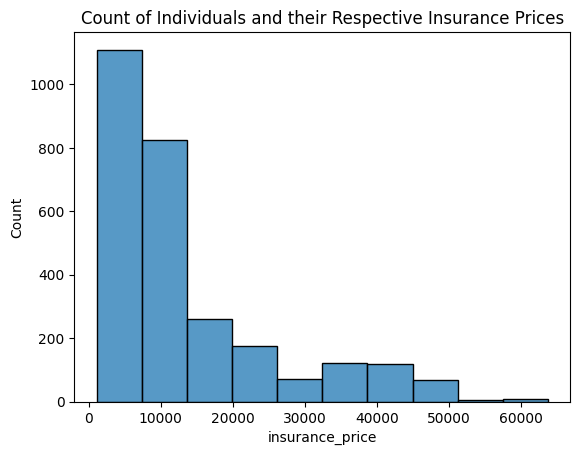 Count of Individuals and their Respective Insurance Prices
1000
800
600
400
200
0
Count
0 10000 20000 30000 40000 50000 60000
insurance_price